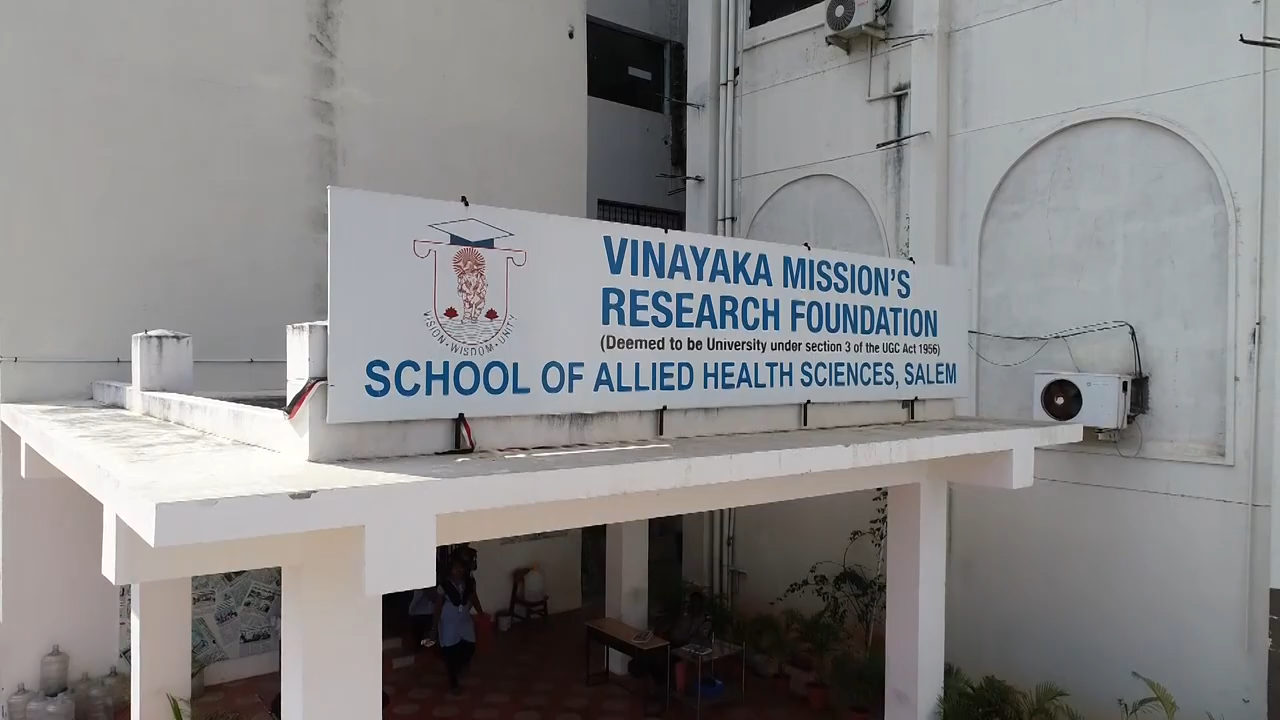 VISION-WISDOM-UNITY
VINAYAKA MISSION'S
RESEARCH FOUNDATION
(Deemed to be University under section 3 of the UGC Act 1956)
SCHOOL OF ALLIED HEALTH SCIENCES, SALEM